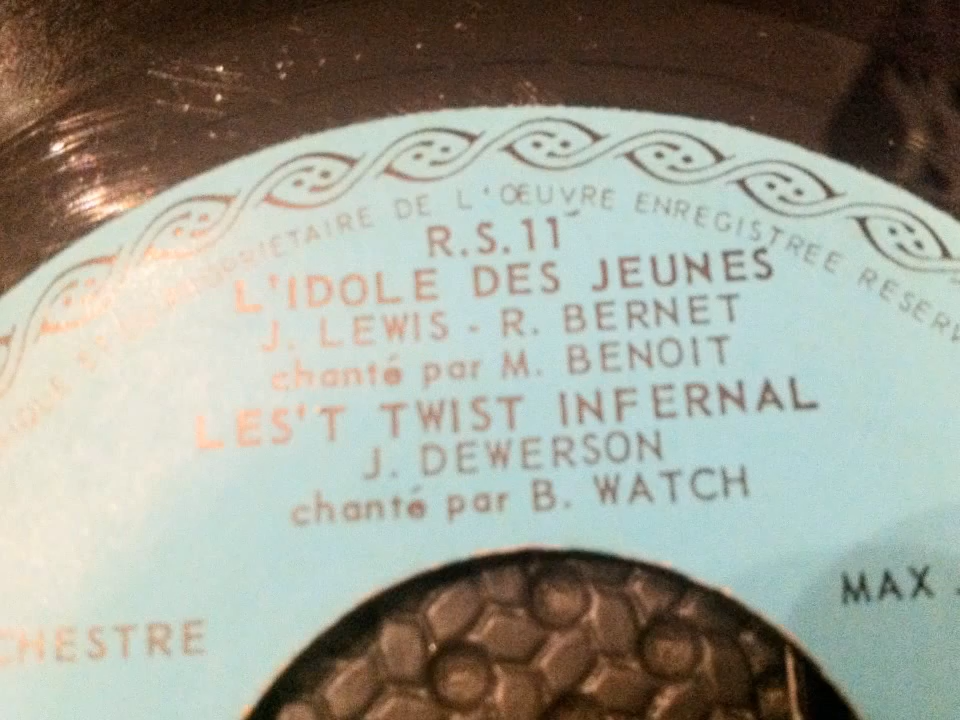 PROPRIETAIRE DE L'ŒUVRE ENREGISTREE RESERV
R.S. 11
L'IDOLE DES JEUNES
J. LEWIS - R. BERNET
chanté par M. BENOIT
LES'T TWIST INFERNAL
J. DEWERSON
chanté par B. WATCH
CHESTRE
MAX